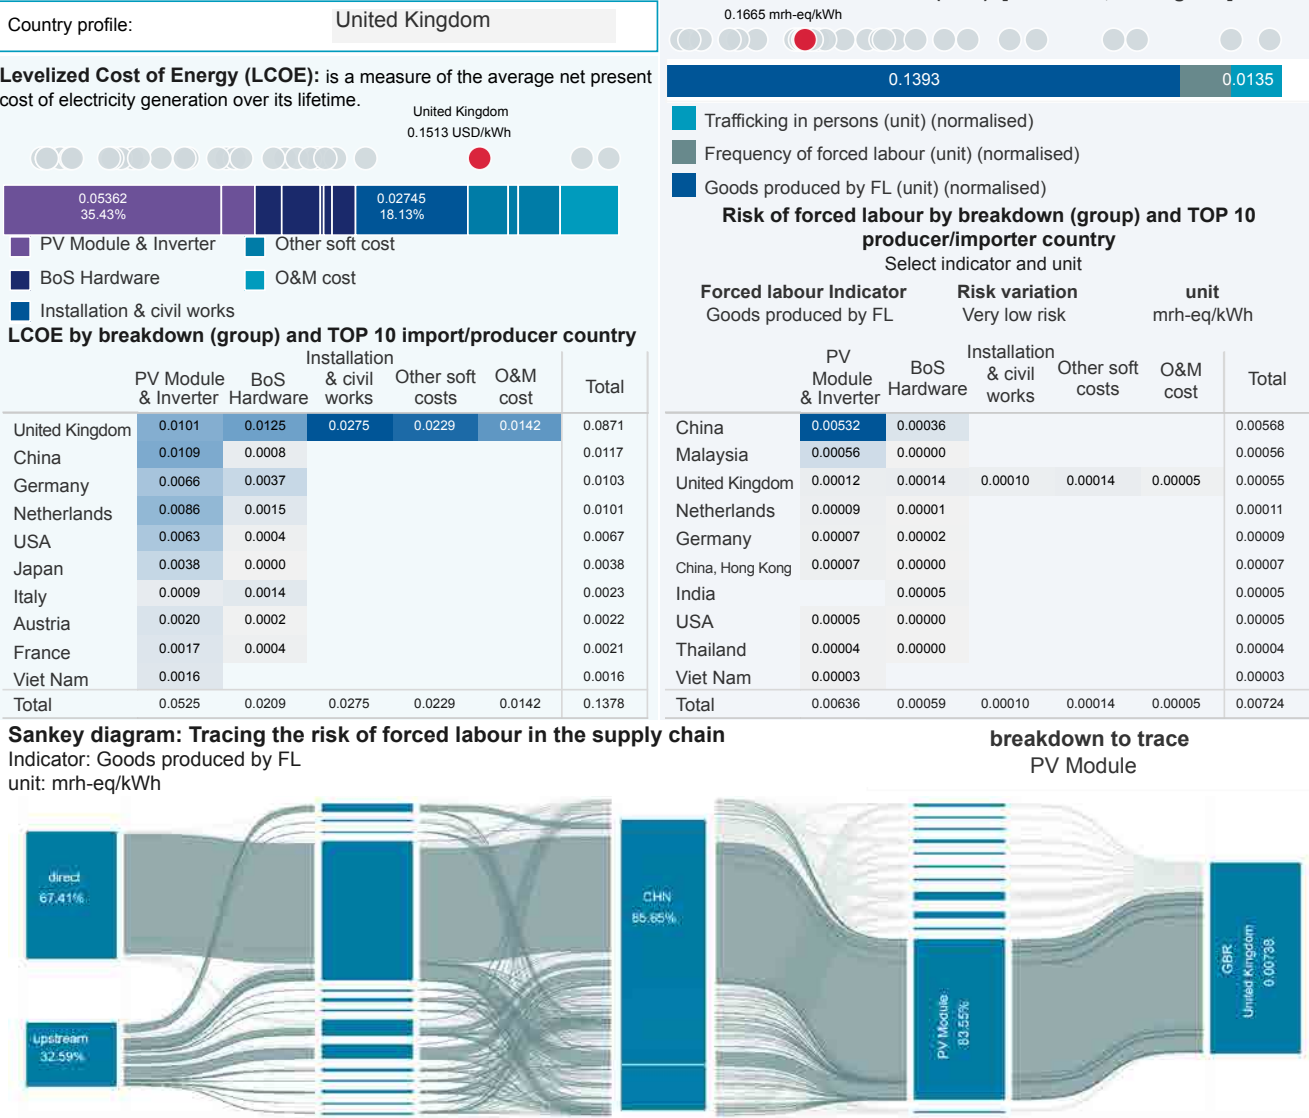 Country profile:
United Kingdom
Levelized Cost of Energy (LCOE): is a measure of the average net present
cost of electricity generation over its lifetime.
United Kingdom
0.1513 USD/kWh
0.05362
35.43%
0.02745
18.13%
PV Module & Inverter
Other soft cost
BoS Hardware
O&M cost
Installation & civil works
LCOE by breakdown (group) and TOP 10 import/producer country
PV Module & Inverter BoS Hardware Installation & civil works Other soft costs O&M cost Total
United Kingdom 0.0101 0.0125 0.0275 0.0229 0.0142 0.0871
China 0.0109 0.0008 0.0117
Germany 0.0066 0.0037 0.0103
Netherlands 0.0086 0.0015 0.0101
USA 0.0063 0.0004 0.0067
Japan 0.0038 0.0000 0.0038
Italy 0.0009 0.0014 0.0023
Austria 0.0020 0.0002 0.0022
France 0.0017 0.0004 0.0021
Viet Nam 0.0016 0.0016
Total 0.0525 0.0209 0.0275 0.0229 0.0142 0.1378
0.1665 mrh-eq/kWh
0.1393
0.0135
Trafficking in persons (unit) (normalised)
Frequency of forced labour (unit) (normalised)
Goods produced by FL (unit) (normalised)
Risk of forced labour by breakdown (group) and TOP 10
producer/importer country
Select indicator and unit
Forced labour Indicator Risk variation unit
Goods produced by FL Very low risk mrh-eq/kWh
PV Module & Inverter BoS Hardware Installation & civil works Other soft costs O&M cost Total
China 0.00532 0.00036 0.00568
Malaysia 0.00056 0.00000 0.00056
United Kingdom 0.00012 0.00014 0.00010 0.00014 0.00005 0.00055
Netherlands 0.00009 0.00001 0.00011
Germany 0.00007 0.00002 0.00009
China, Hong Kong 0.00007 0.00000 0.00007
India 0.00005 0.00005
USA 0.00005 0.00000 0.00005
Thailand 0.00004 0.00000 0.00004
Viet Nam 0.00003 0.00003
Total 0.00636 0.00059 0.00010 0.00014 0.00005 0.00724
Sankey diagram: Tracing the risk of forced labour in the supply chain
Indicator: Goods produced by FL
unit: mrh-eq/kWh
breakdown to trace
PV Module
direct
67.41%
upstream
32.59%
CHN
85.65%
PV Module
83.55%
GBR
United Kingdom
0.00738